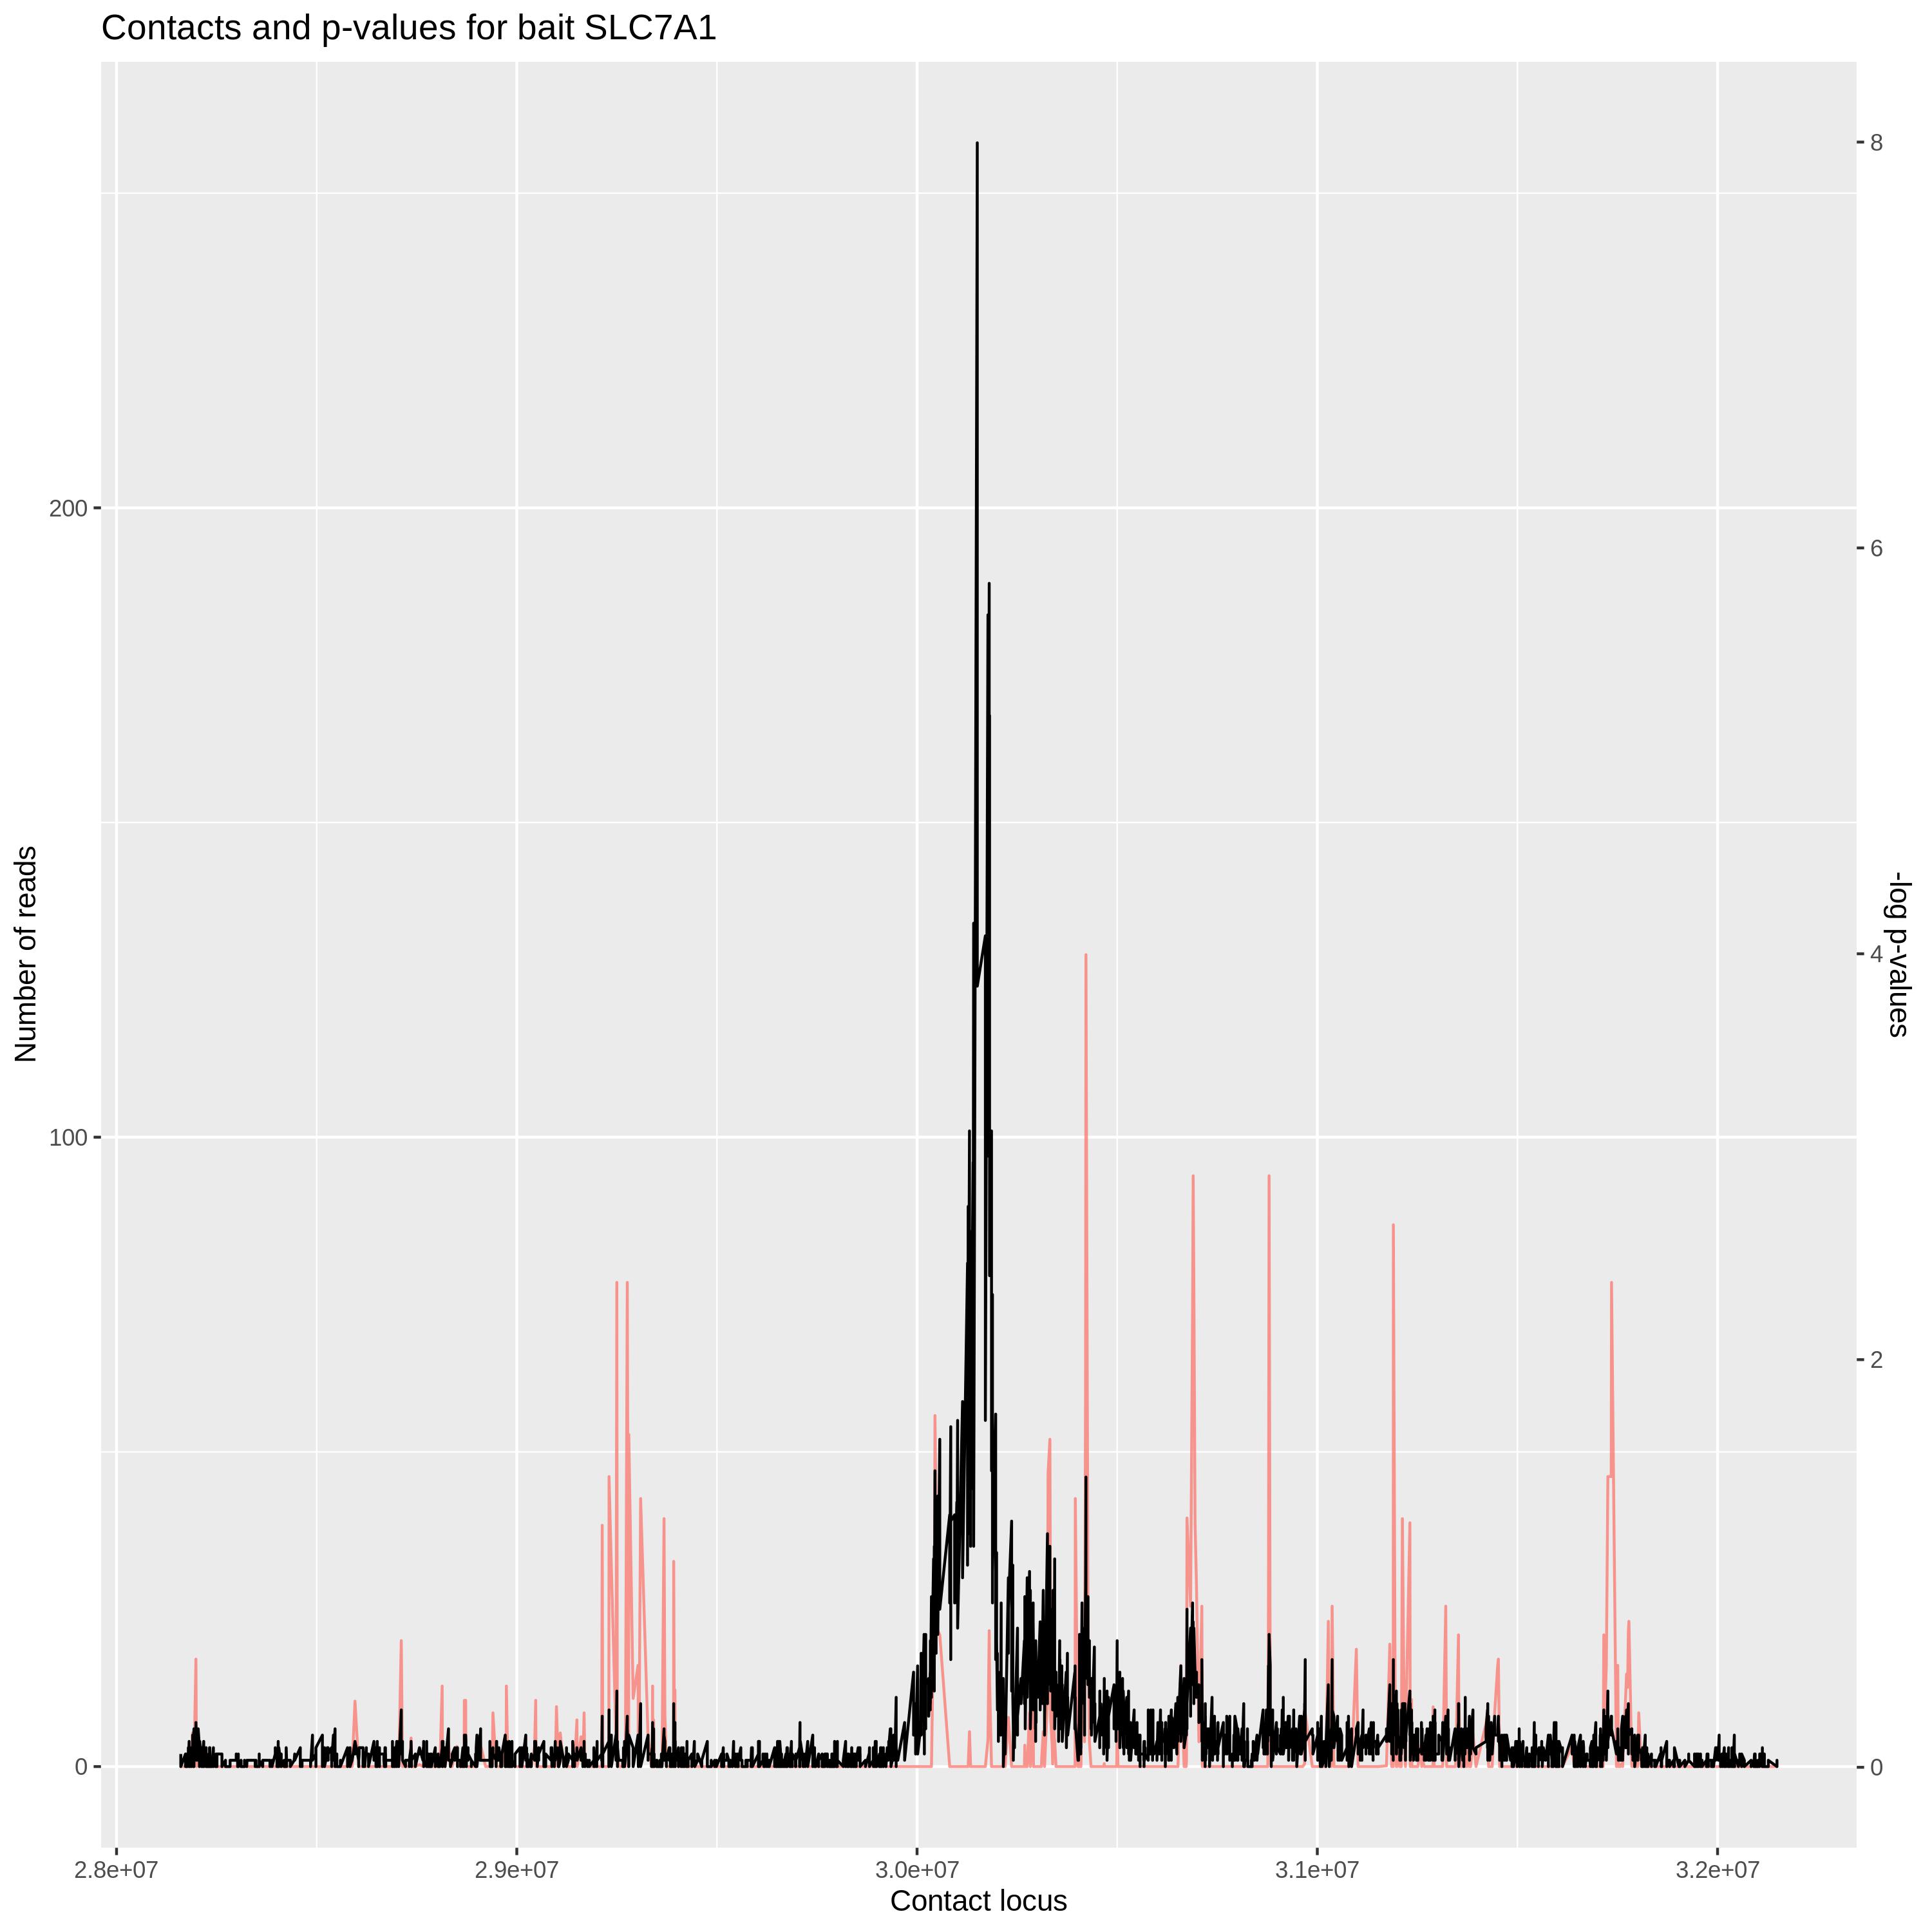 Contacts and p-values for bait SLC7A1
Number of reads
200
100
0
8
6
4
2
0
-log p-values
2.8e+07
2.9e+07
3.0e+07
3.1e+07
3.2e+07
Contact locus